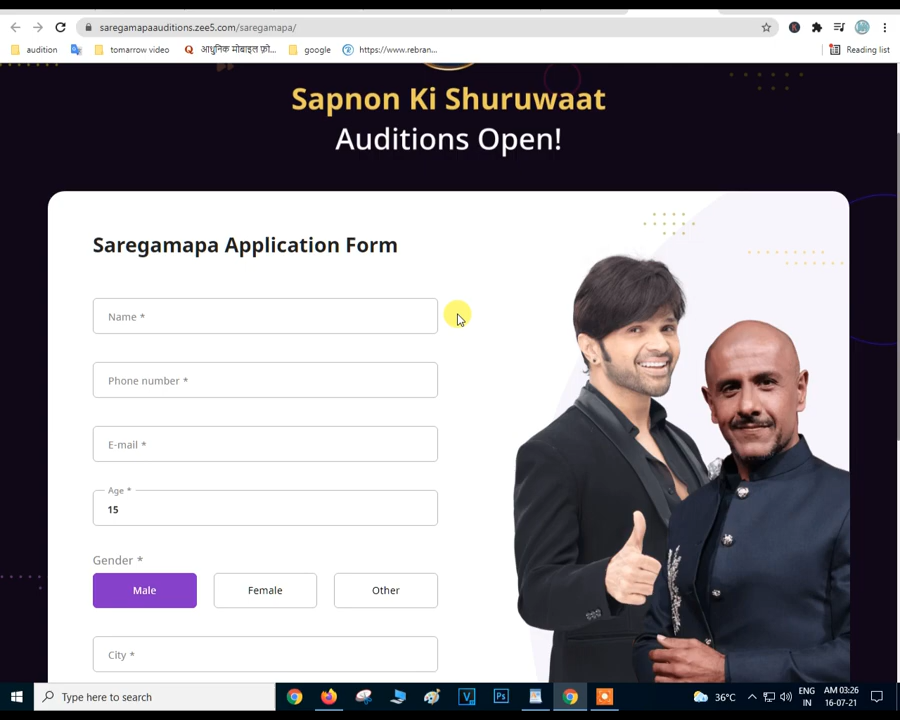 saregamapaauditions.zee5.com/saregamapa/
audition
tomarrow video
आधुनिक मोबाइल फ़ो...
google
https://www.rebran...
Reading list
Sapnon Ki Shuruwaat
Auditions Open!
Saregamapa Application Form
Name *
Phone number *
E-mail *
Age *
15
Gender *
Male
Female
Other
City *
Type here to search
36°C
ENG
IN
AM 03:26
16-07-21